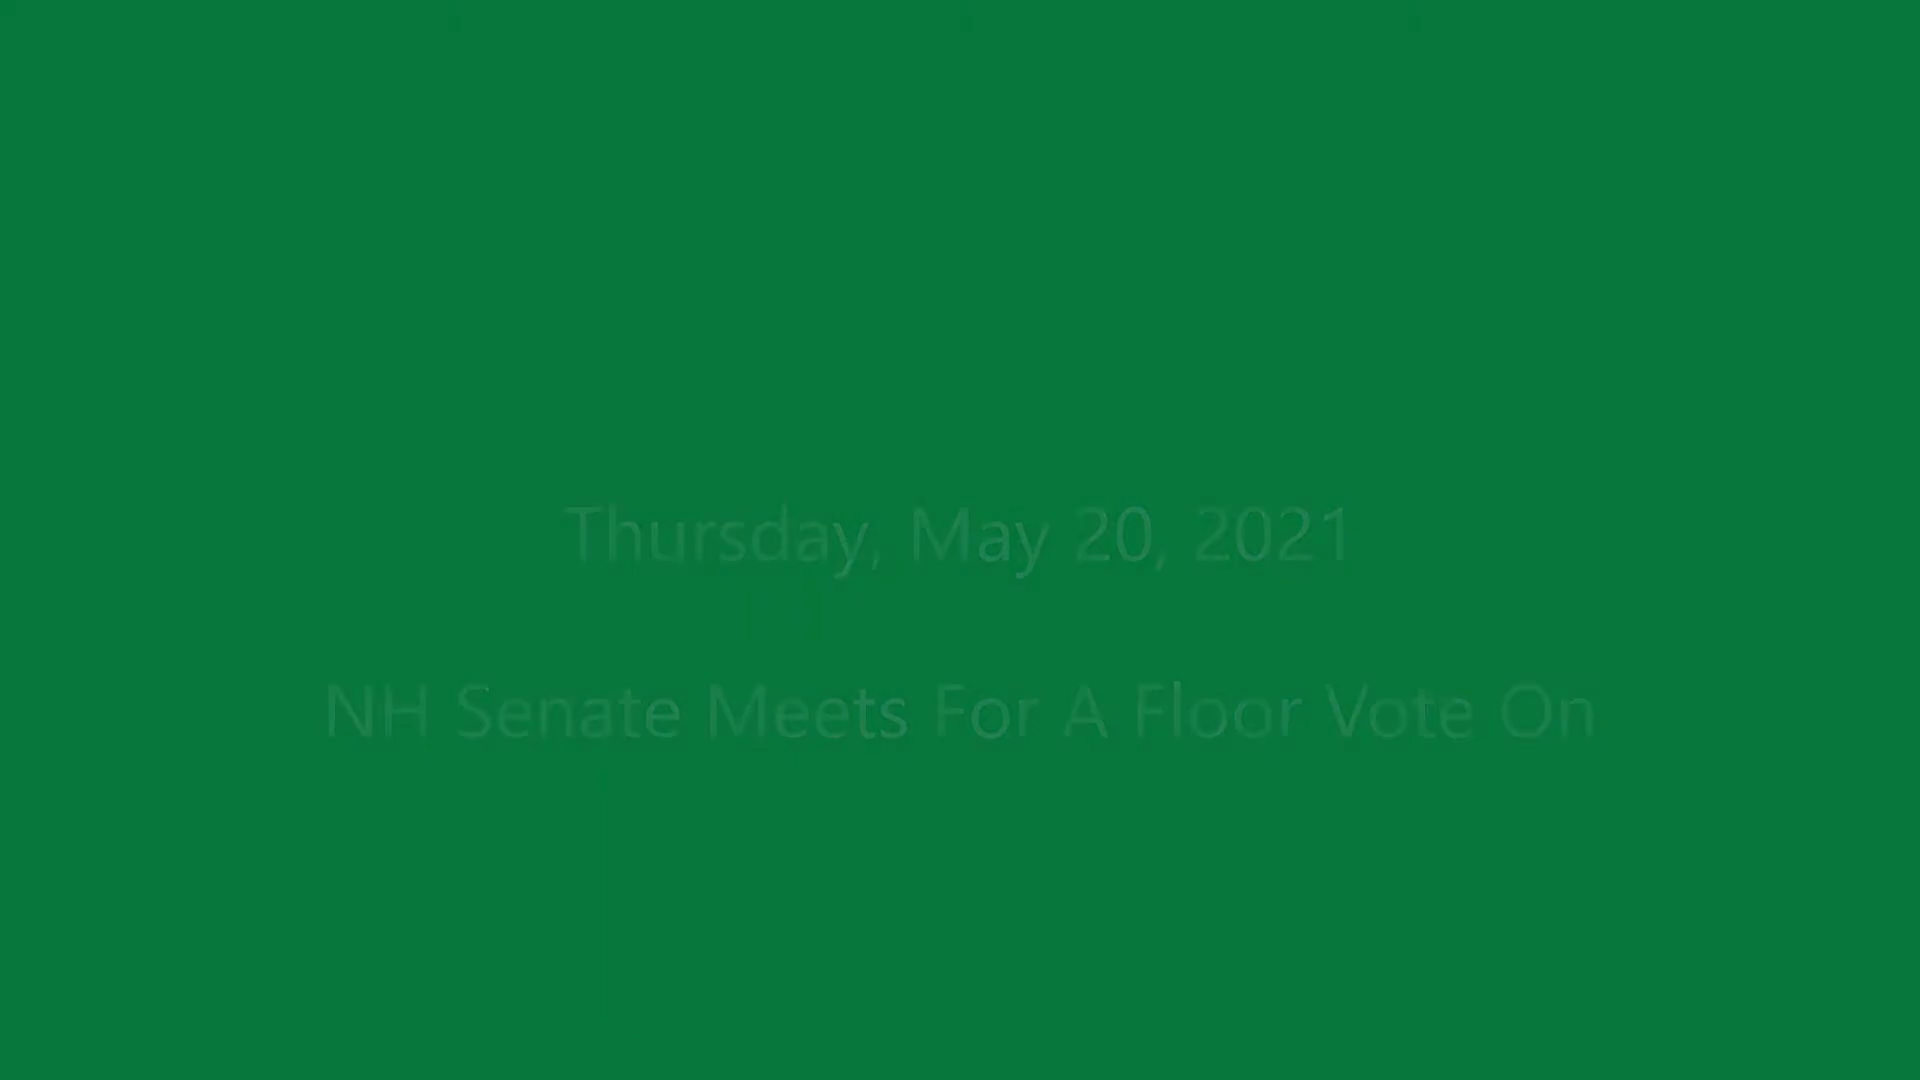 Thursday, May 20, 2021
NH Senate Meets For A Floor Vote On